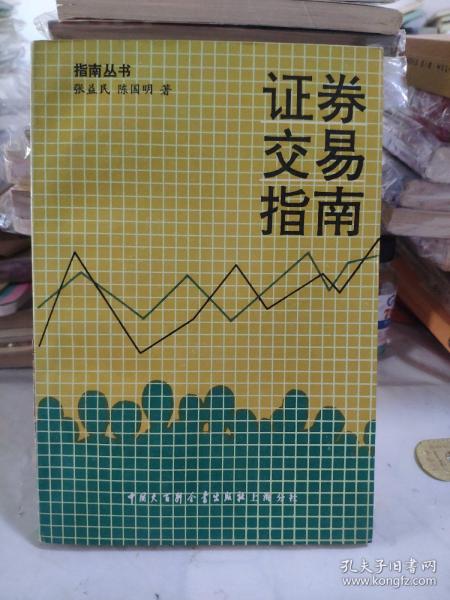 指南丛书
张益民 陈国明 著
证券
交易
指南
中国大百科全书出版社上海分社
孔夫子旧书网
www.kongfz.com